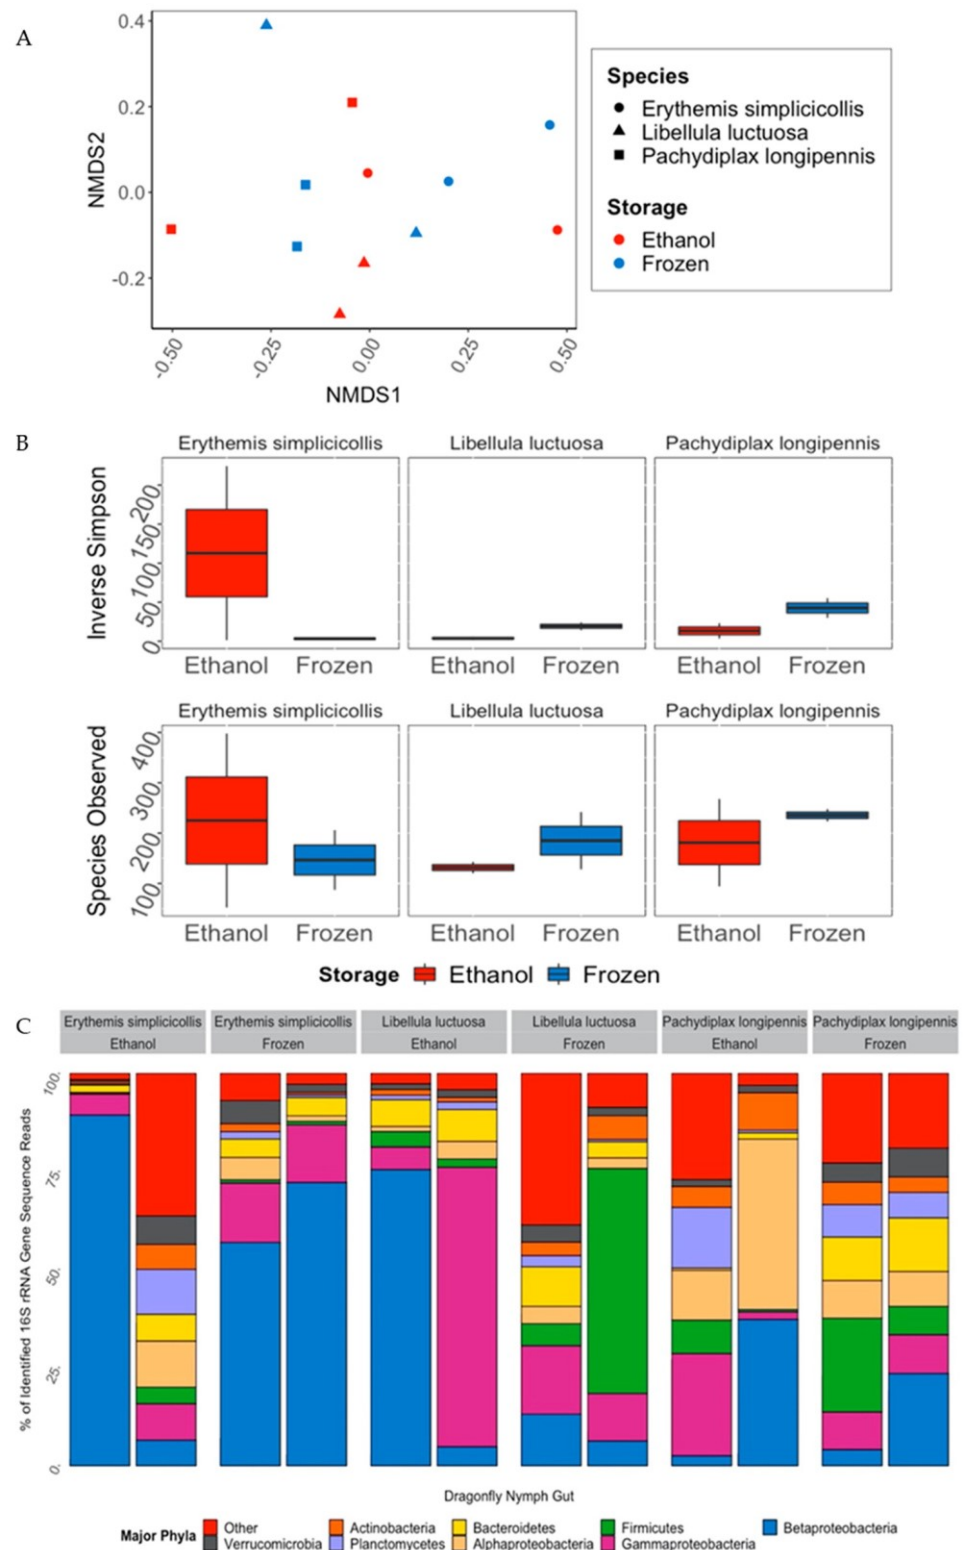 A
0.4
0.2
0.0
-0.2
NMDS2
-0.50
-0.25
0.00
0.25
0.50
NMDS1
Species
Erythemis simplicicollis
Libellula luctuosa
Pachydiplax longipennis
Storage
Ethanol
Frozen
B
Erythemis simplicicollis
Libellula luctuosa
Pachydiplax longipennis
Inverse Simpson
200
150
100
50
0
Ethanol
Frozen
Ethanol
Frozen
Ethanol
Frozen
Erythemis simplicicollis
Libellula luctuosa
Pachydiplax longipennis
Species Observed
400
300
200
100
Ethanol
Frozen
Ethanol
Frozen
Ethanol
Frozen
Storage Ethanol Frozen
C
Erythemis simplicicollis
Ethanol
Erythemis simplicicollis
Frozen
Libellula luctuosa
Ethanol
Libellula luctuosa
Frozen
Pachydiplax longipennis
Ethanol
Pachydiplax longipennis
Frozen
% of Identified 16S rRNA Gene Sequence Reads
100
75
50
25
0
Dragonfly Nymph Gut
Major Phyla
Other
Verrucomicrobia
Actinobacteria
Planctomycetes
Bacteroidetes
Alphaproteobacteria
Firmicutes
Gammaproteobacteria
Betaproteobacteria